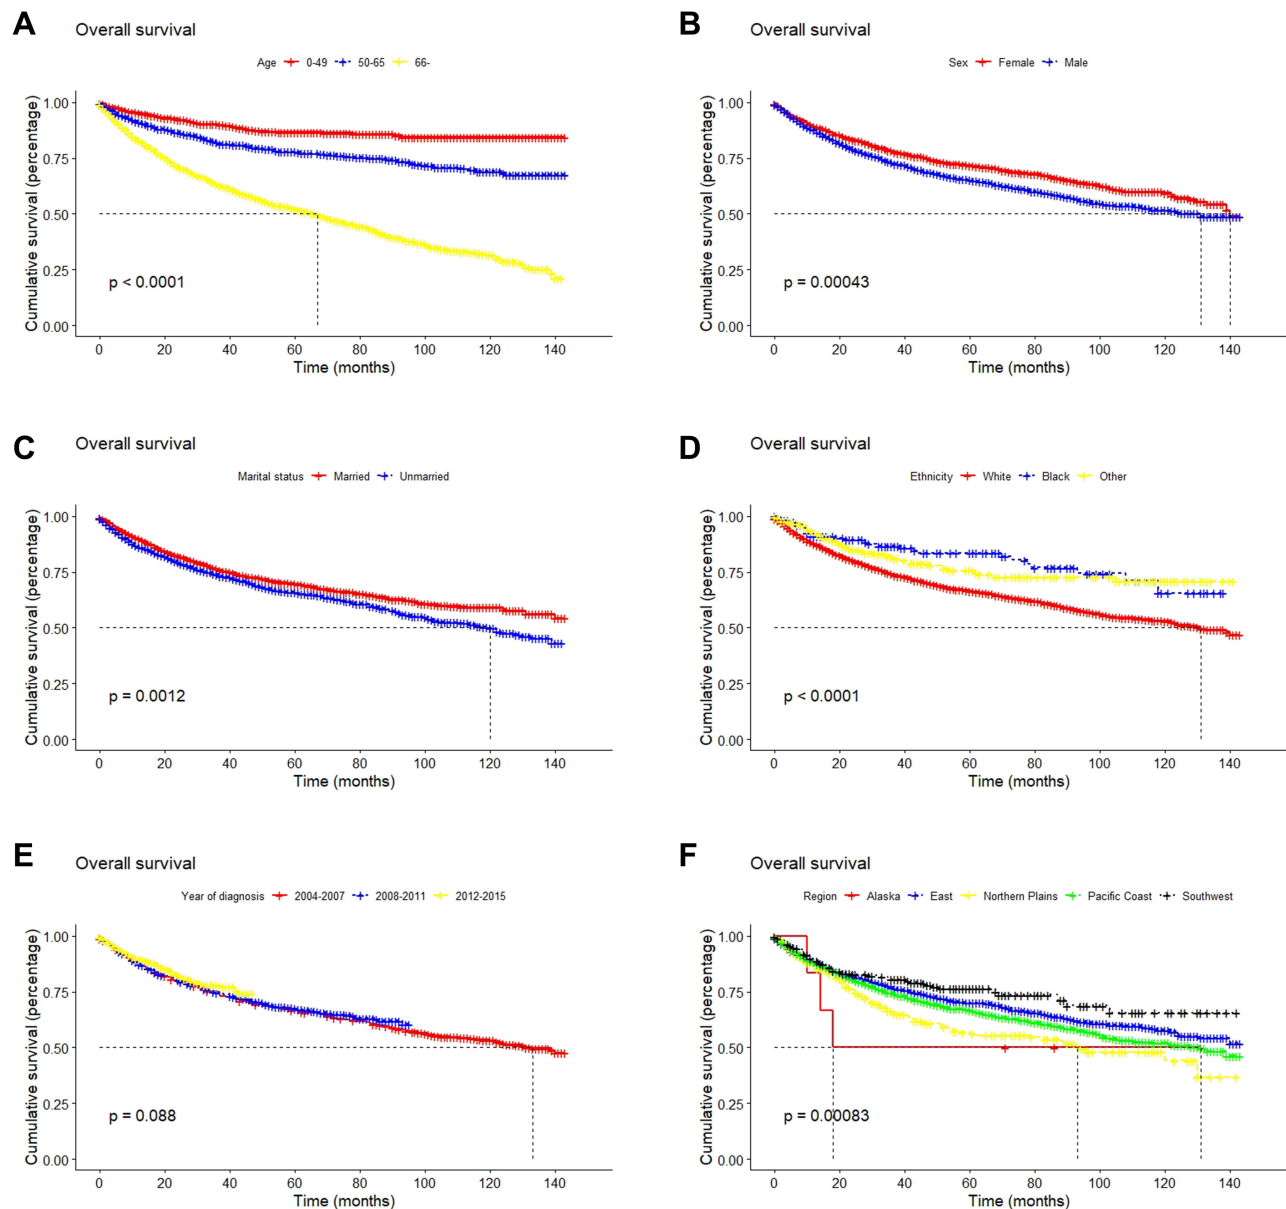 A
Overall survival
Age 0-49 50-65 66-
Cumulative survival (percentage)
1.00
0.75
0.50
0.25
0.00
p < 0.0001
0 20 40 60 80 100 120 140
Time (months)
B
Overall survival
Sex Female Male
Cumulative survival (percentage)
1.00
0.75
0.50
0.25
0.00
p = 0.00043
0 20 40 60 80 100 120 140
Time (months)
C
Overall survival
Marital status Married Unmarried
Cumulative survival (percentage)
1.00
0.75
0.50
0.25
0.00
p = 0.0012
0 20 40 60 80 100 120 140
Time (months)
D
Overall survival
Ethnicity White Black Other
Cumulative survival (percentage)
1.00
0.75
0.50
0.25
0.00
p < 0.0001
0 20 40 60 80 100 120 140
Time (months)
E
Overall survival
Year of diagnosis 2004-2007 2008-2011 2012-2015
Cumulative survival (percentage)
1.00
0.75
0.50
0.25
0.00
p = 0.088
0 20 40 60 80 100 120 140
Time (months)
F
Overall survival
Region Alaska East Northern Plains Pacific Coast Southwest
Cumulative survival (percentage)
1.00
0.75
0.50
0.25
0.00
p = 0.00083
0 20 40 60 80 100 120 140
Time (months)